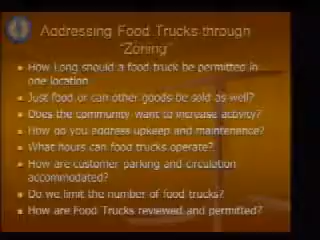 Addressing Food Trucks through
"Zoning"
How Long should a food truck be permitted in
one location
Just food or can other goods be sold as well?
Does the community want to increase activity?
How do you address upkeep and maintenance?
What hours can food trucks operate?
How are customer parking and circulation
accommodated?
Do we limit the number of food trucks?
How are Food Trucks reviewed and permitted?